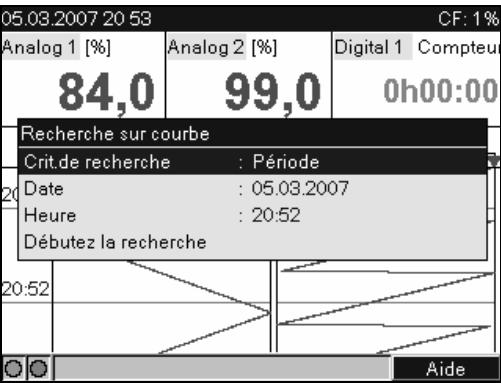 05.03.2007 20 53 CF: 1%
Analog 1 [%] Analog 2 [%] Digital 1 Compteu
84,0 99,0 0h00:00
Recherche sur courbe
Crit.de recherche : Période
Date : 05.03.2007
Heure : 20:52
Débutez la recherche
20:52
Aide